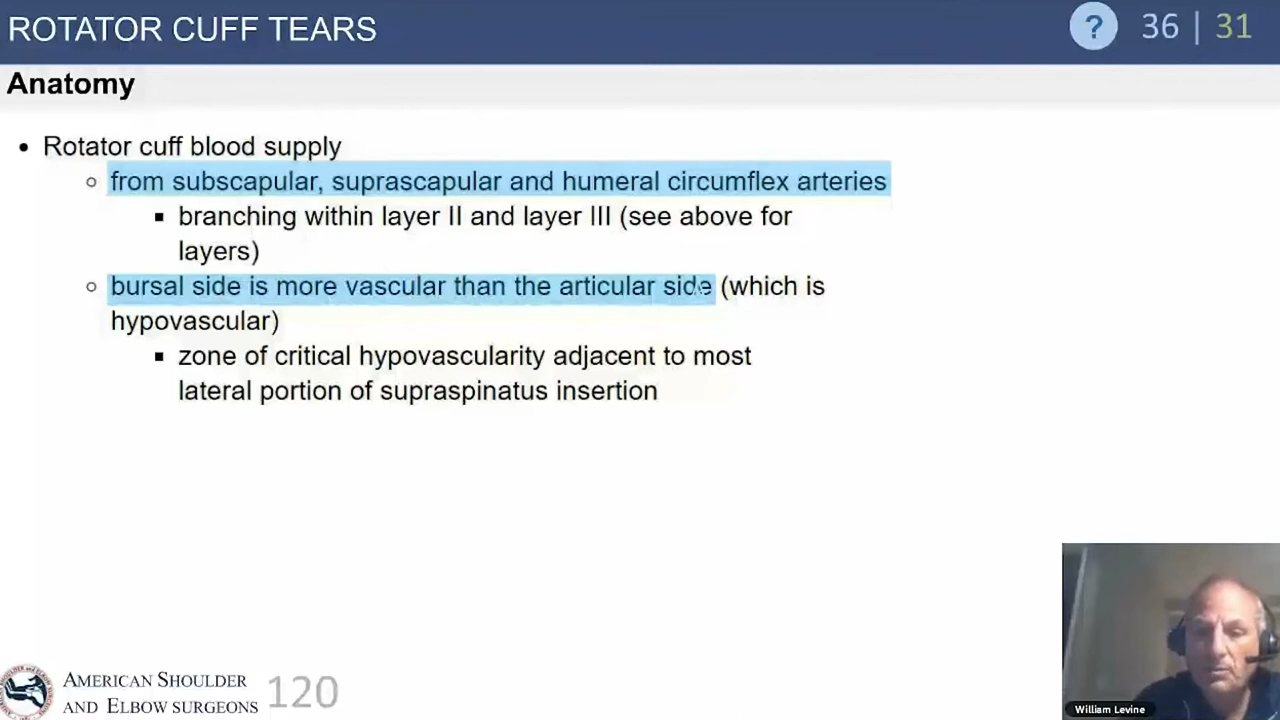 ROTATOR CUFF TEARS
? 36 | 31
Anatomy
• Rotator cuff blood supply
○ from subscapular, suprascapular and humeral circumflex arteries
▪ branching within layer II and layer III (see above for
layers)
○ bursal side is more vascular than the articular side (which is
hypovascular)
▪ zone of critical hypovascularity adjacent to most
lateral portion of supraspinatus insertion
AMERICAN SHOULDER
AND ELBOW SURGEONS
120
William Levine